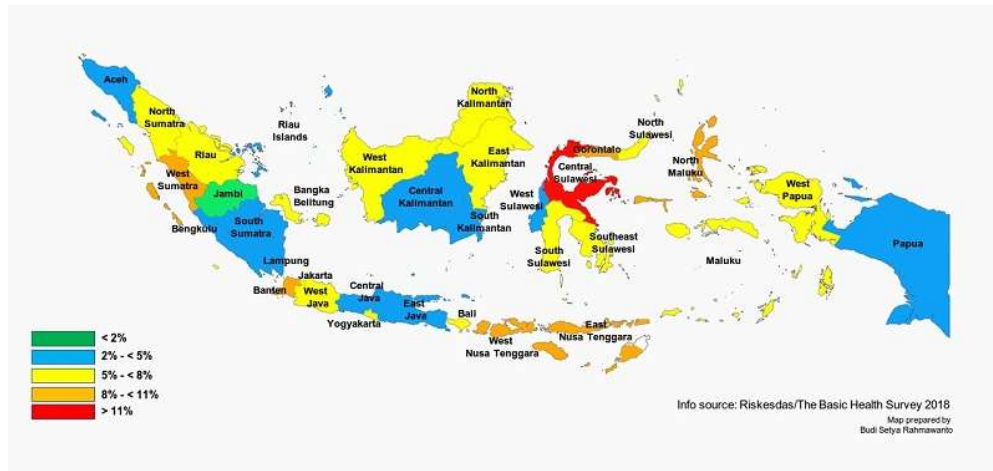 Aceh
North
Sumatra
Riau
Islands
Riau
West
Sumatra
Jambi
Bengkulu
South
Sumatra
Bangka
Belitung
Lampung
Jakarta
Banten
West
Java
Central
Java
East
Java
Yogyakarta
Bali
West
Nusa Tenggara
East
Nusa Tenggara
North
Kalimantan
West
Kalimantan
East
Kalimantan
Central
Kalimantan
South
Kalimantan
West
Sulawesi
Gorontalo
Central
Sulawesi
North
Sulawesi
South
Sulawesi
Southeast
Sulawesi
North
Maluku
Maluku
West
Papua
Papua
< 2%
2% - < 5%
5% - < 8%
8% - < 11%
> 11%
Info source: Riskesdas/The Basic Health Survey 2018
Map prepared by
Budi Setya Rahmawanto